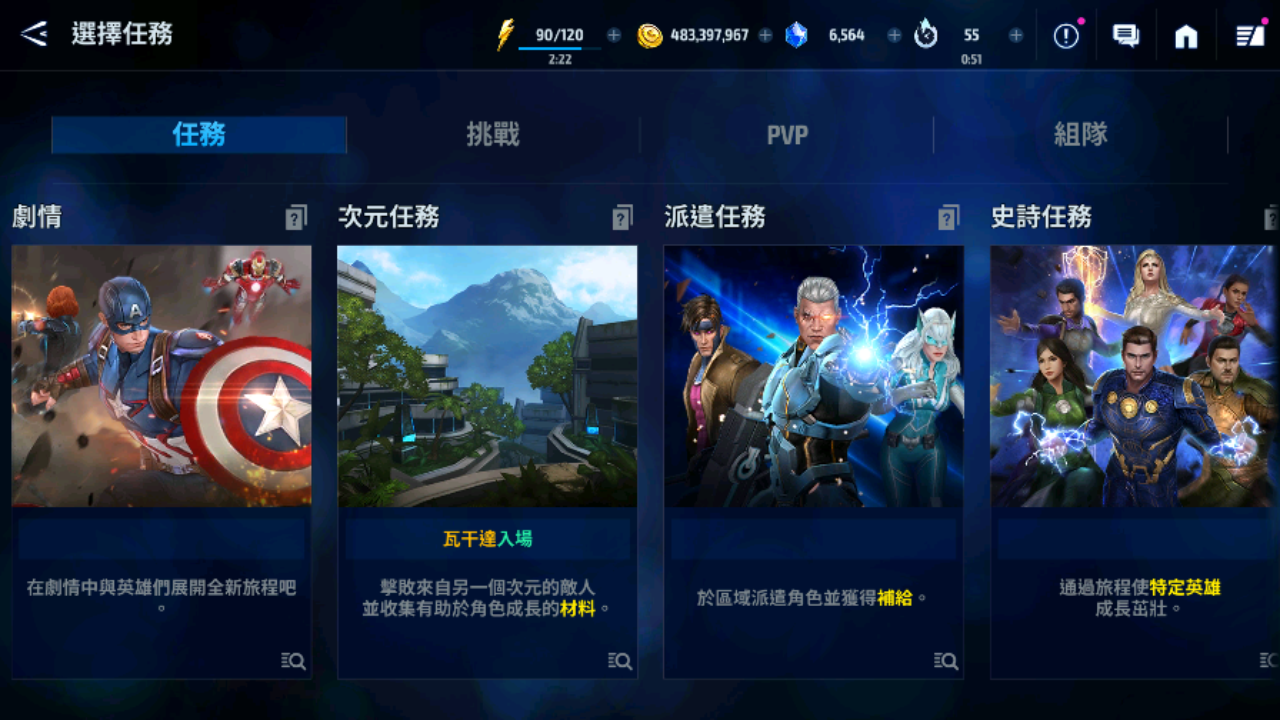 選擇任務
90/120
2:22
483,397,967
6,564
55
0:51
任務
挑戰
PVP
組隊
劇情
次元任務
派遣任務
史詩任務
瓦干達入場
在劇情中與英雄們展開全新旅程吧
。
擊敗來自另一個次元的敵人
並收集有助於角色成長的材料。
於區域派遣角色並獲得補給。
通過旅程使特定英雄
成長茁壯。